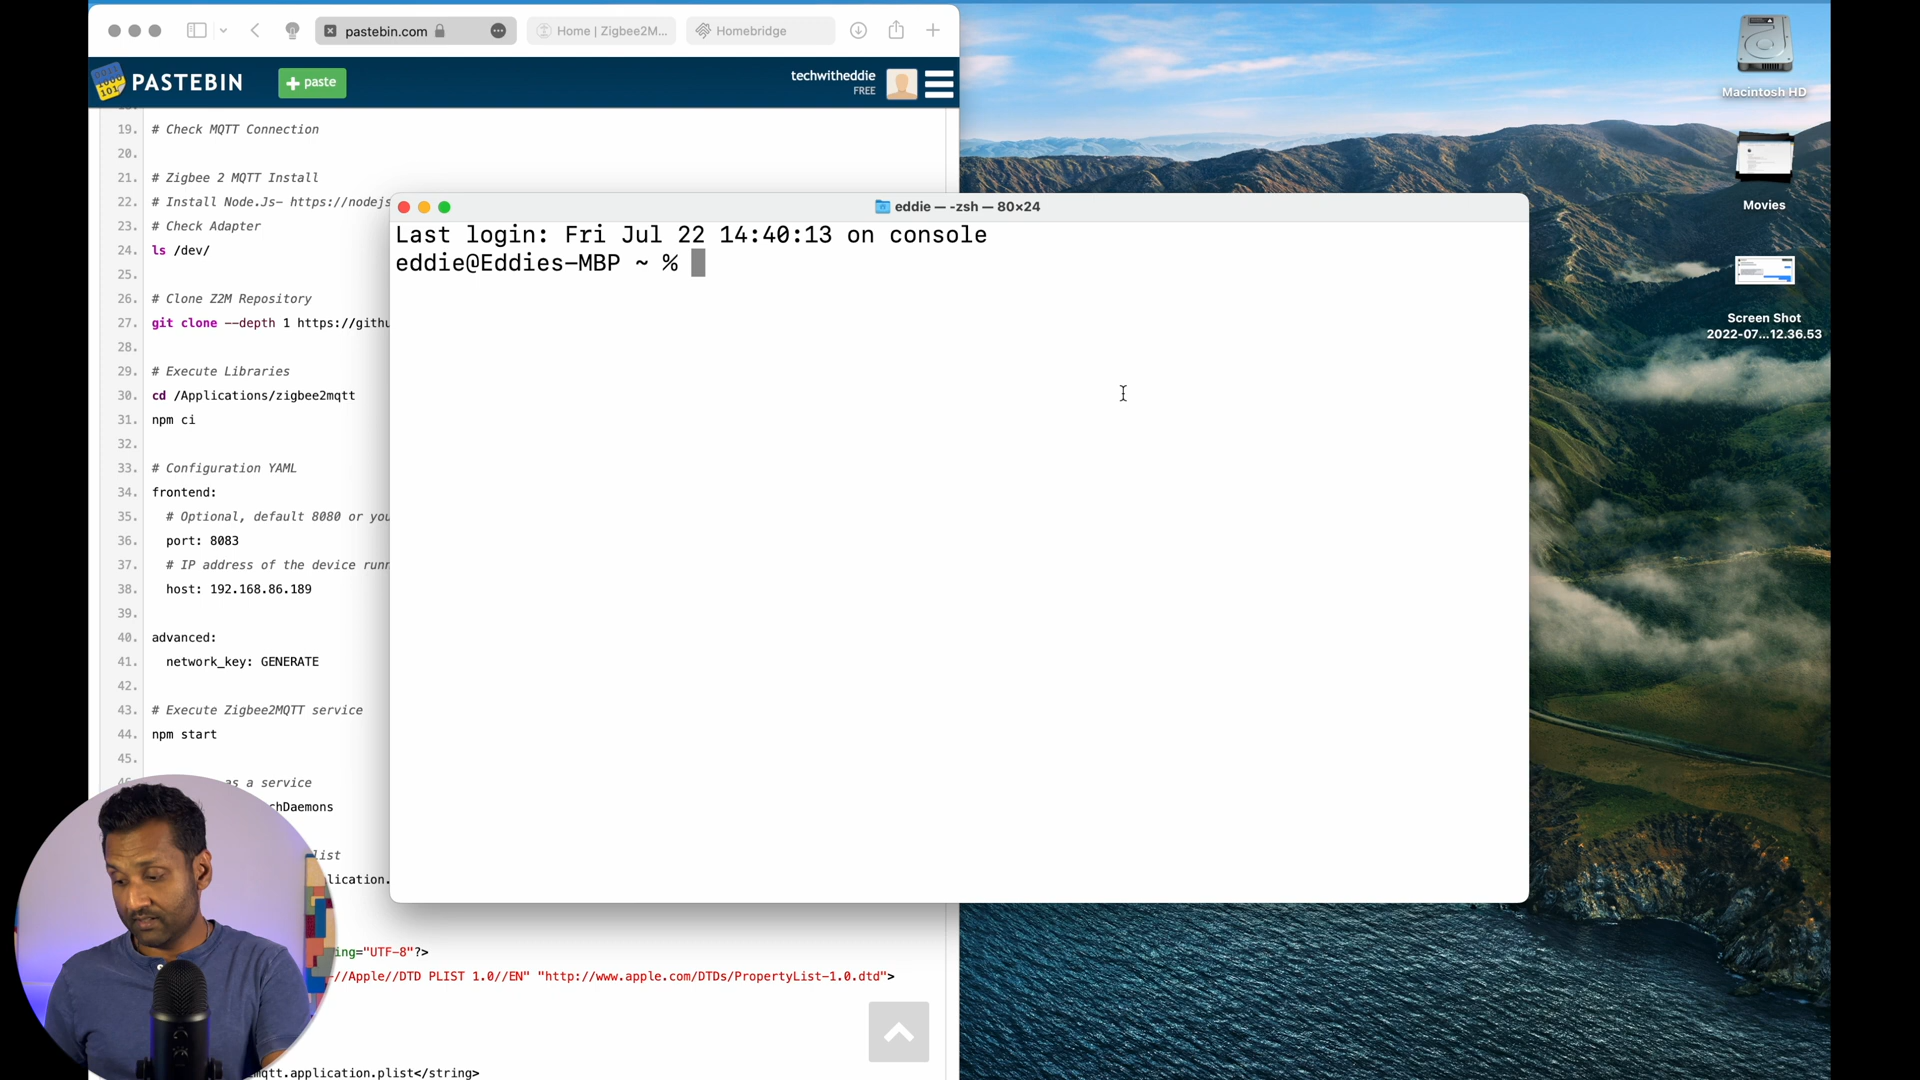 pastebin.com
Home | Zigbee2M...
Homebridge
PASTEBIN
+ paste
techwitheddie
FREE
19. # Check MQTT Connection
20.
21. # Zigbee 2 MQTT Install
22. # Install Node.Js- https://nodejs
23. # Check Adapter
24. ls /dev/
25.
26. # Clone Z2M Repository
27. git clone --depth 1 https://githu
28.
29. # Execute Libraries
30. cd /Applications/zigbee2mqtt
31. npm ci
32.
33. # Configuration YAML
34. frontend:
35. # Optional, default 8080 or you
36. port: 8083
37. # IP address of the device runn
38. host: 192.168.86.189
39.
40. advanced:
41. network_key: GENERATE
42.
43. # Execute Zigbee2MQTT service
44. npm start
45.
as a service
chDaemons
list
lication.
ing="UTF-8"?>
//Apple//DTD PLIST 1.0//EN" "http://www.apple.com/DTDs/PropertyList-1.0.dtd">
mqtt.application.plist</string>
eddie — -zsh — 80×24
Last login: Fri Jul 22 14:40:13 on console
eddie@Eddies-MBP ~ %
Macintosh HD
Movies
Screen Shot
2022-07...12.36.53